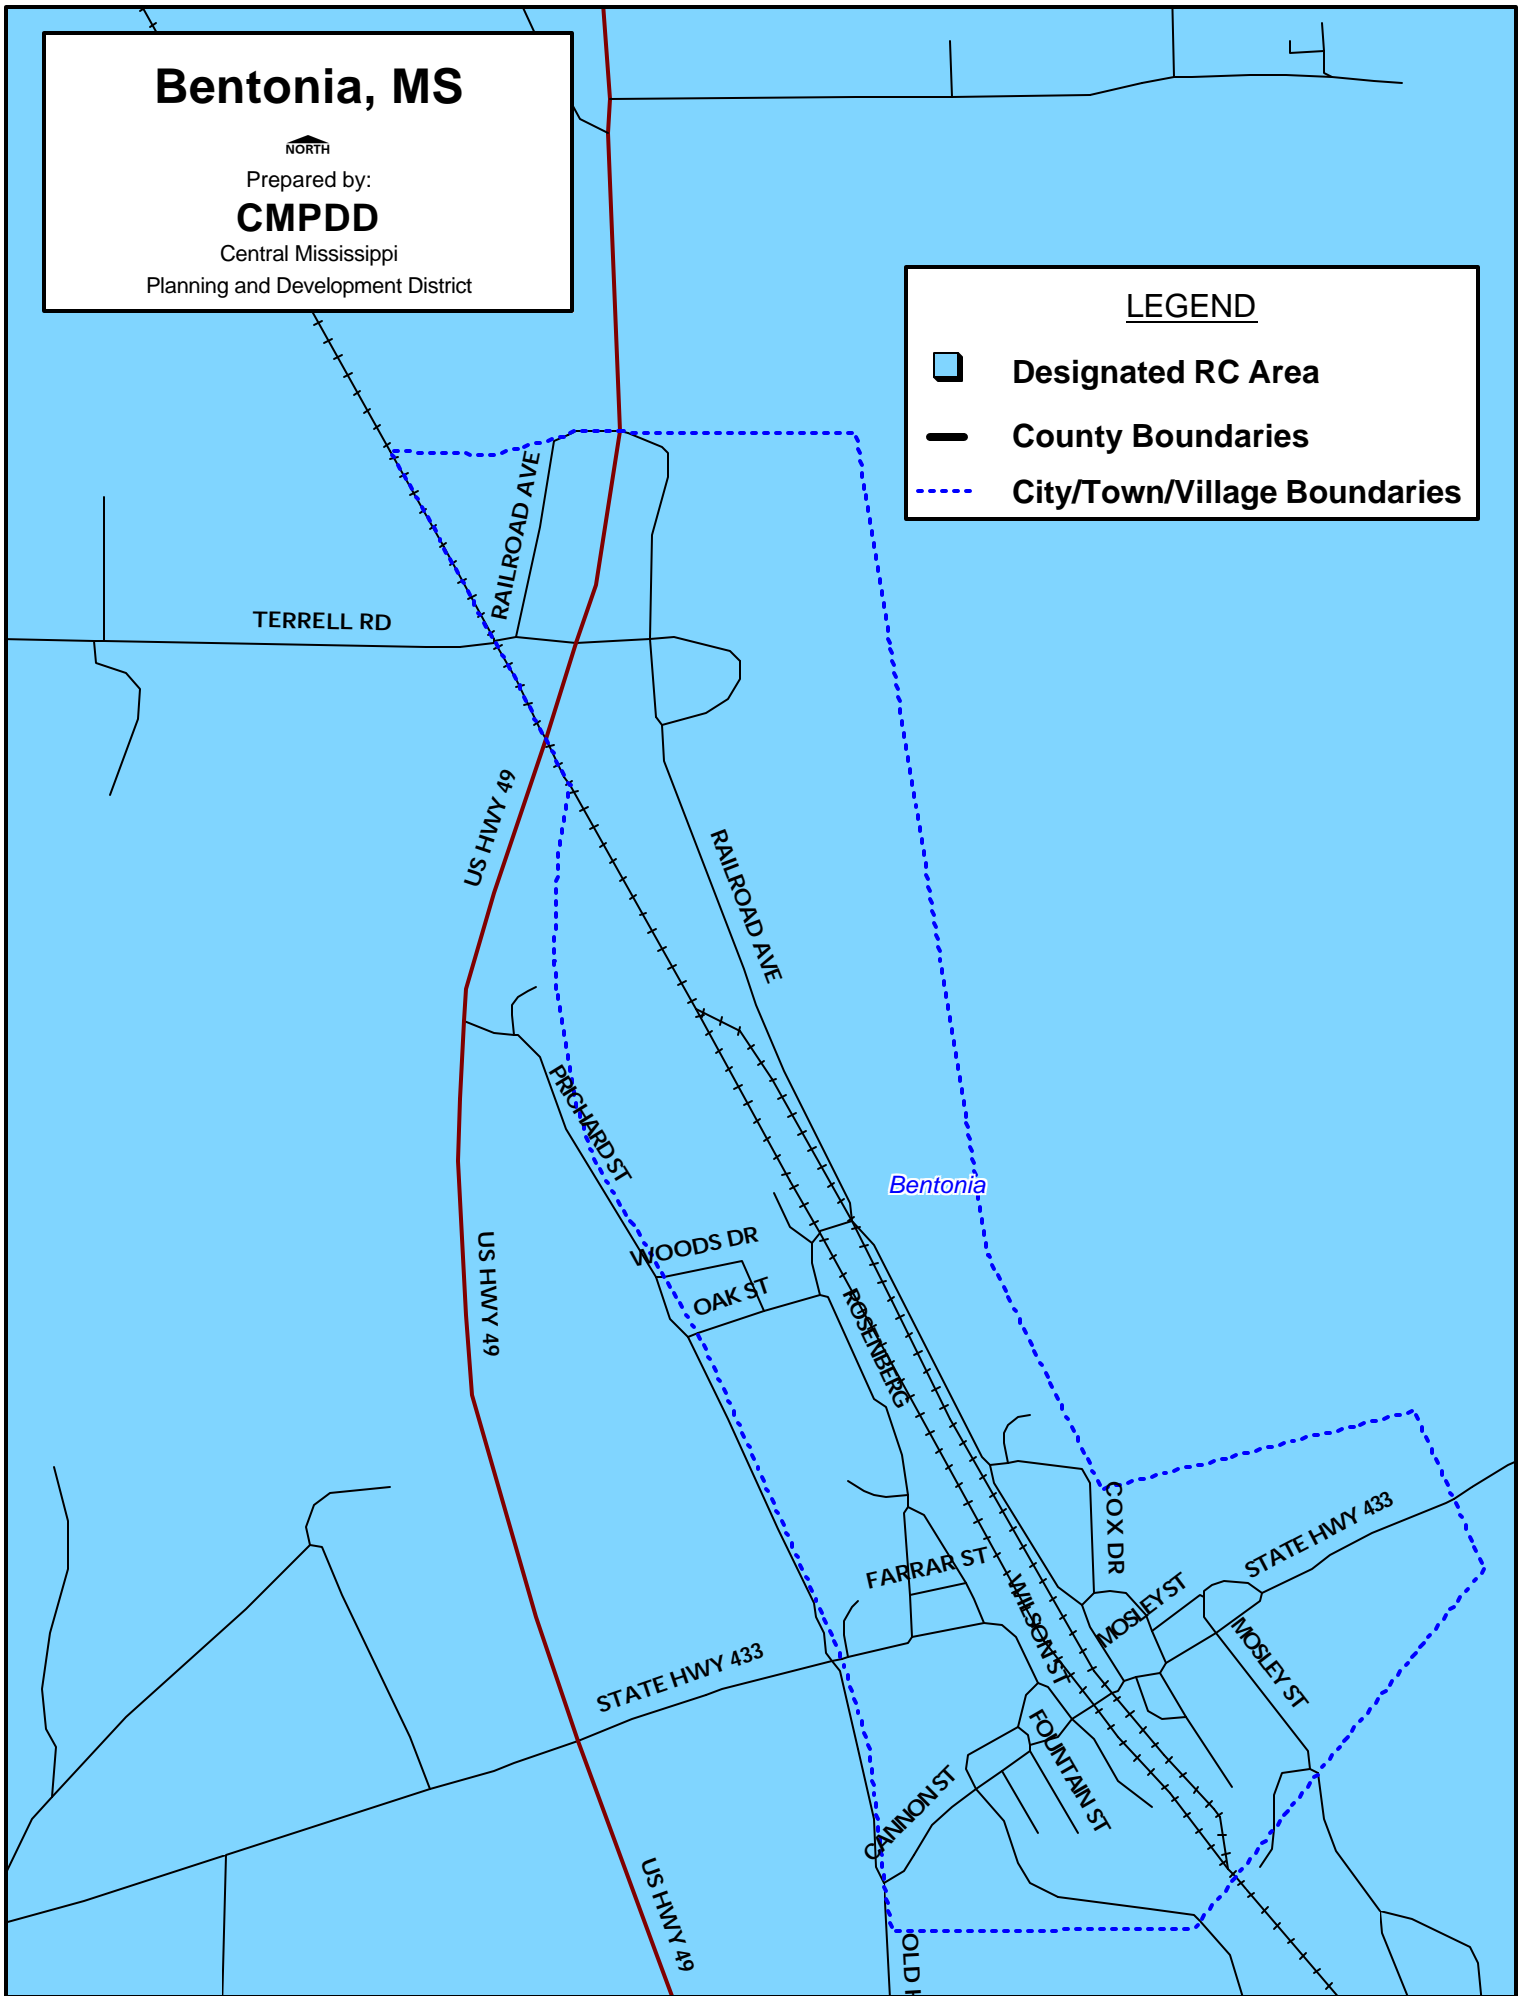 Bentonia, MS
NORTH
Prepared by:
CMPDD
Central Mississippi
Planning and Development District
LEGEND
Designated RC Area
County Boundaries
City/Town/Village Boundaries
RAILROAD AVE
TERRELL RD
US HWY 49
RAILROAD AVE
PRICHARD ST
Bentonia
WOODS DR
US HWY 49
OAK ST
ROSENBERG
COX DR
STATE HWY 433
FARRAR ST
WILSON ST
MOSLEY ST
MOSLEY ST
STATE HWY 433
FOUNTAIN ST
CANNON ST
US HWY 49
OLD